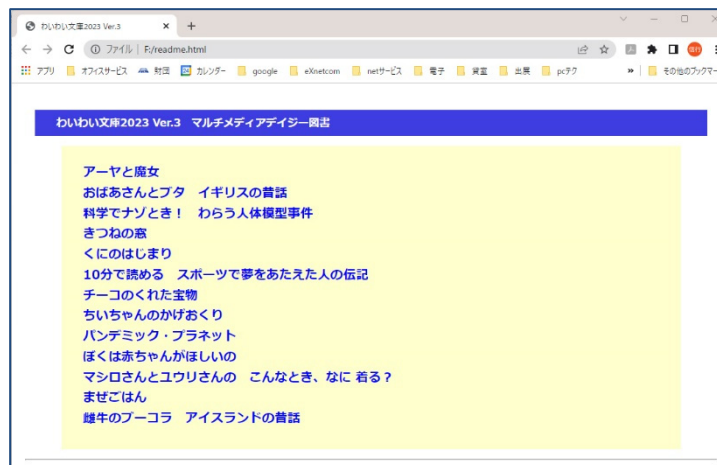 わいわい文庫2023 Ver.3
ファイル | F:/readme.html
アプリ オフィスサービス 財団 カレンダー google eXnetcom netサービス 電子 貸室 出展 pcテク » その他のブックマー
わいわい文庫2023 Ver.3 マルチメディアデイジー図書
アーヤと魔女
おばあさんとブタ イギリスの昔話
科学でナゾとき！ わらう人体模型事件
きつねの窓
くにのはじまり
10分で読める スポーツで夢をあたえた人の伝記
チーコのくれた宝物
ちいちゃんのかげおくり
パンデミック・プラネット
ぼくは赤ちゃんがほしいの
マシロさんとユウリさんの こんなとき、なに 着る？
まぜごはん
雌牛のブーコラ アイスランドの昔話